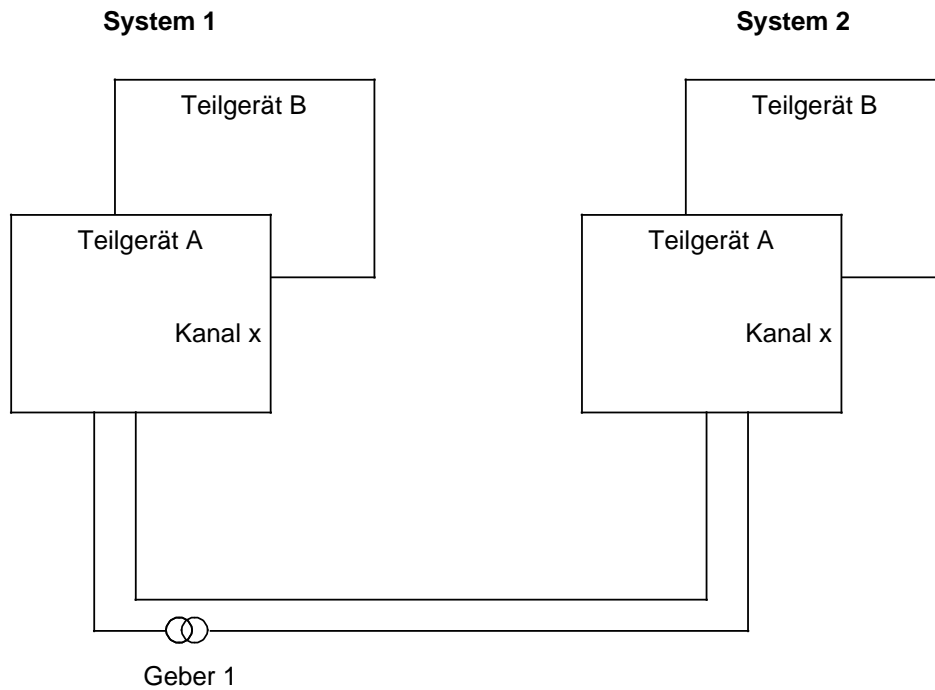 System 1
System 2
Teilgerät B
Teilgerät B
Teilgerät A
Teilgerät A
Kanal x
Kanal x
Geber 1